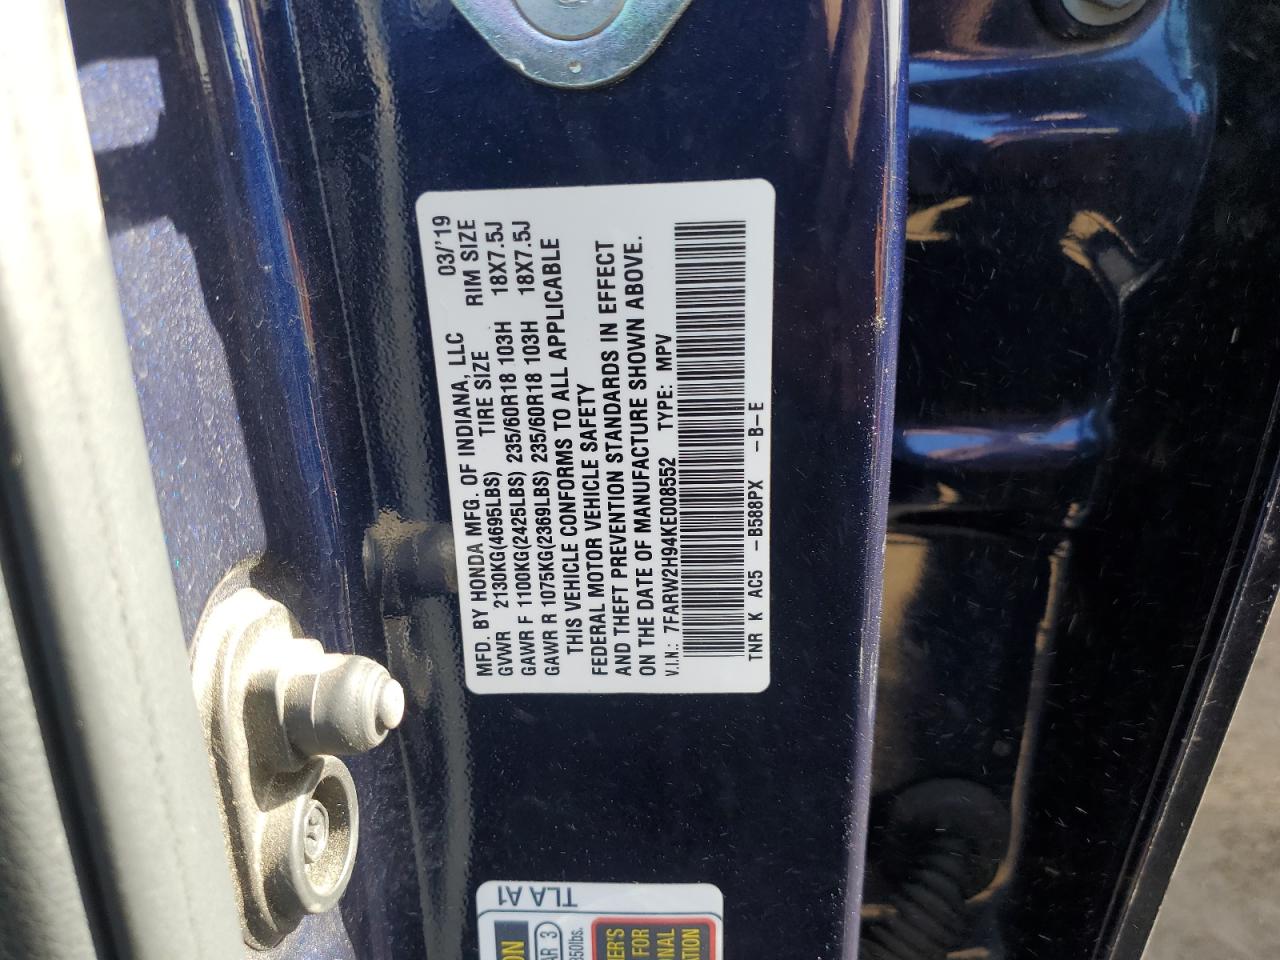 MFD. BY HONDA MFG. OF INDIANA, LLC 03/'19
GVWR 2130KG(4695LBS) TIRE SIZE RIM SIZE
GAWR F 1100KG(2425LBS) 235/60R18 103H 18X7.5J
GAWR R 1075KG(2369LBS) 235/60R18 103H 18X7.5J
THIS VEHICLE CONFORMS TO ALL APPLICABLE
FEDERAL MOTOR VEHICLE SAFETY
AND THEFT PREVENTION STANDARDS IN EFFECT
ON THE DATE OF MANUFACTURE SHOWN ABOVE.
V.I.N.: 7FARW2H94KE008552 TYPE: MPV
TNR K AC5 -B588PX -B-E
TLA A1